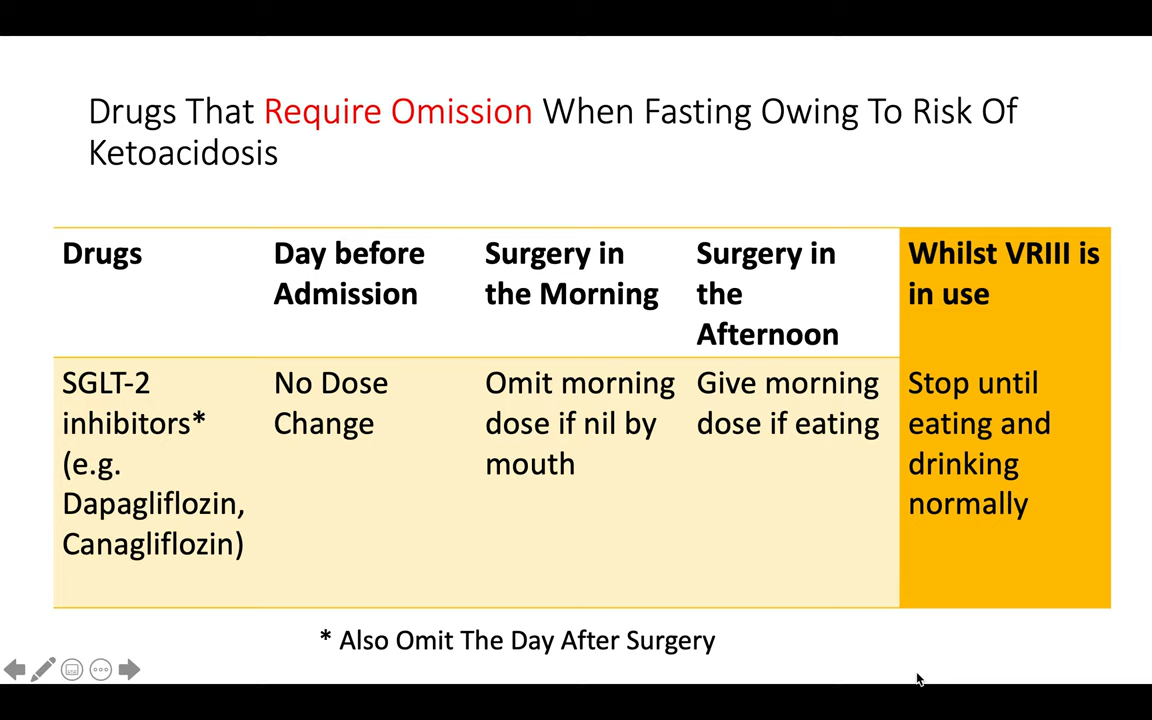 Drugs That Require Omission When Fasting Owing To Risk Of
Ketoacidosis
Drugs
Day before
Admission
Surgery in
the Morning
Surgery in
the
Afternoon
Whilst VRIII is
in use
SGLT-2
inhibitors*
(e.g.
Dapagliflozin,
Canagliflozin)
No Dose
Change
Omit morning
dose if nil by
mouth
Give morning
dose if eating
Stop until
eating and
drinking
normally
* Also Omit The Day After Surgery